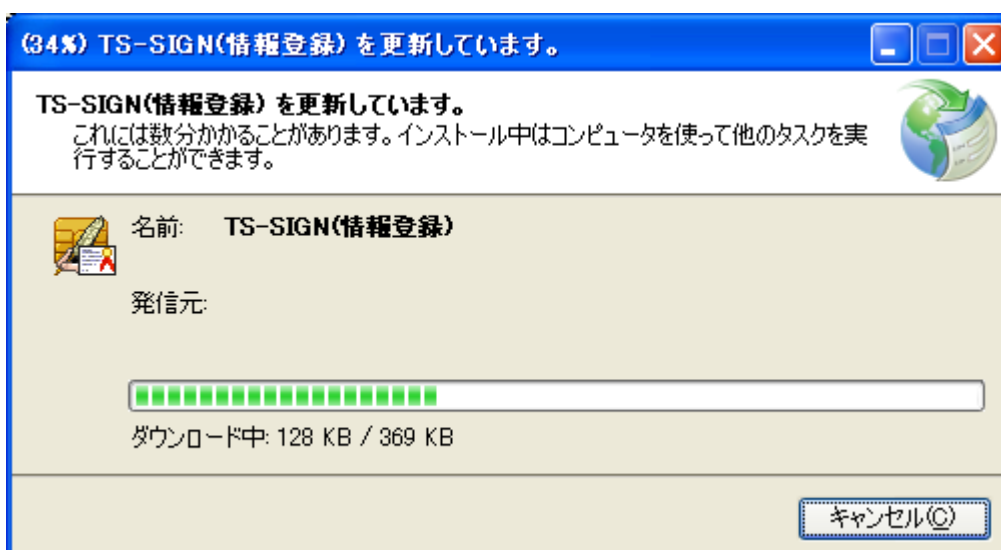 (34%) TS-SIGN(情報登録) を更新しています。
TS-SIGN(情報登録) を更新しています。
これには数分かかることがあります。インストール中はコンピュータを使って他のタスクを実
行することができます。
名前: TS-SIGN(情報登録)
発信元:
ダウンロード中: 128 KB / 369 KB
キャンセル(C)